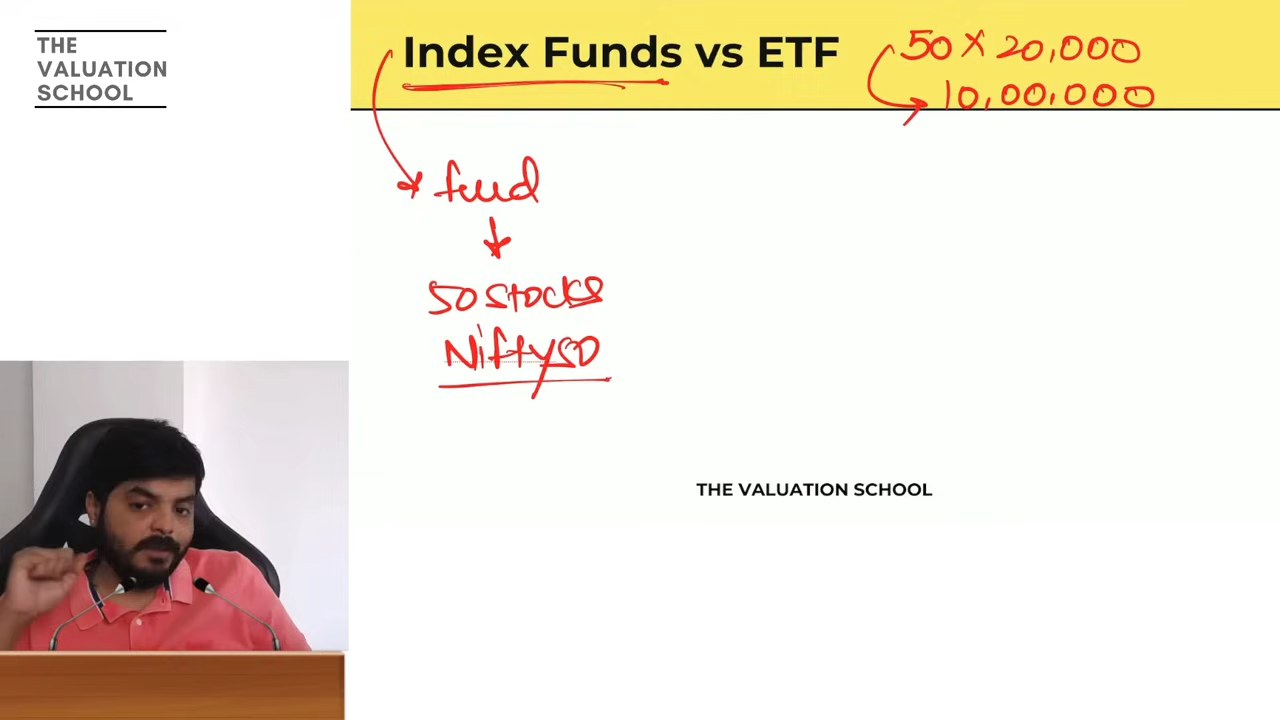 THE
VALUATION
SCHOOL
Index Funds vs ETF
50 × 20,000
10,00,000
fund
50 stocks
Nifty50
THE VALUATION SCHOOL